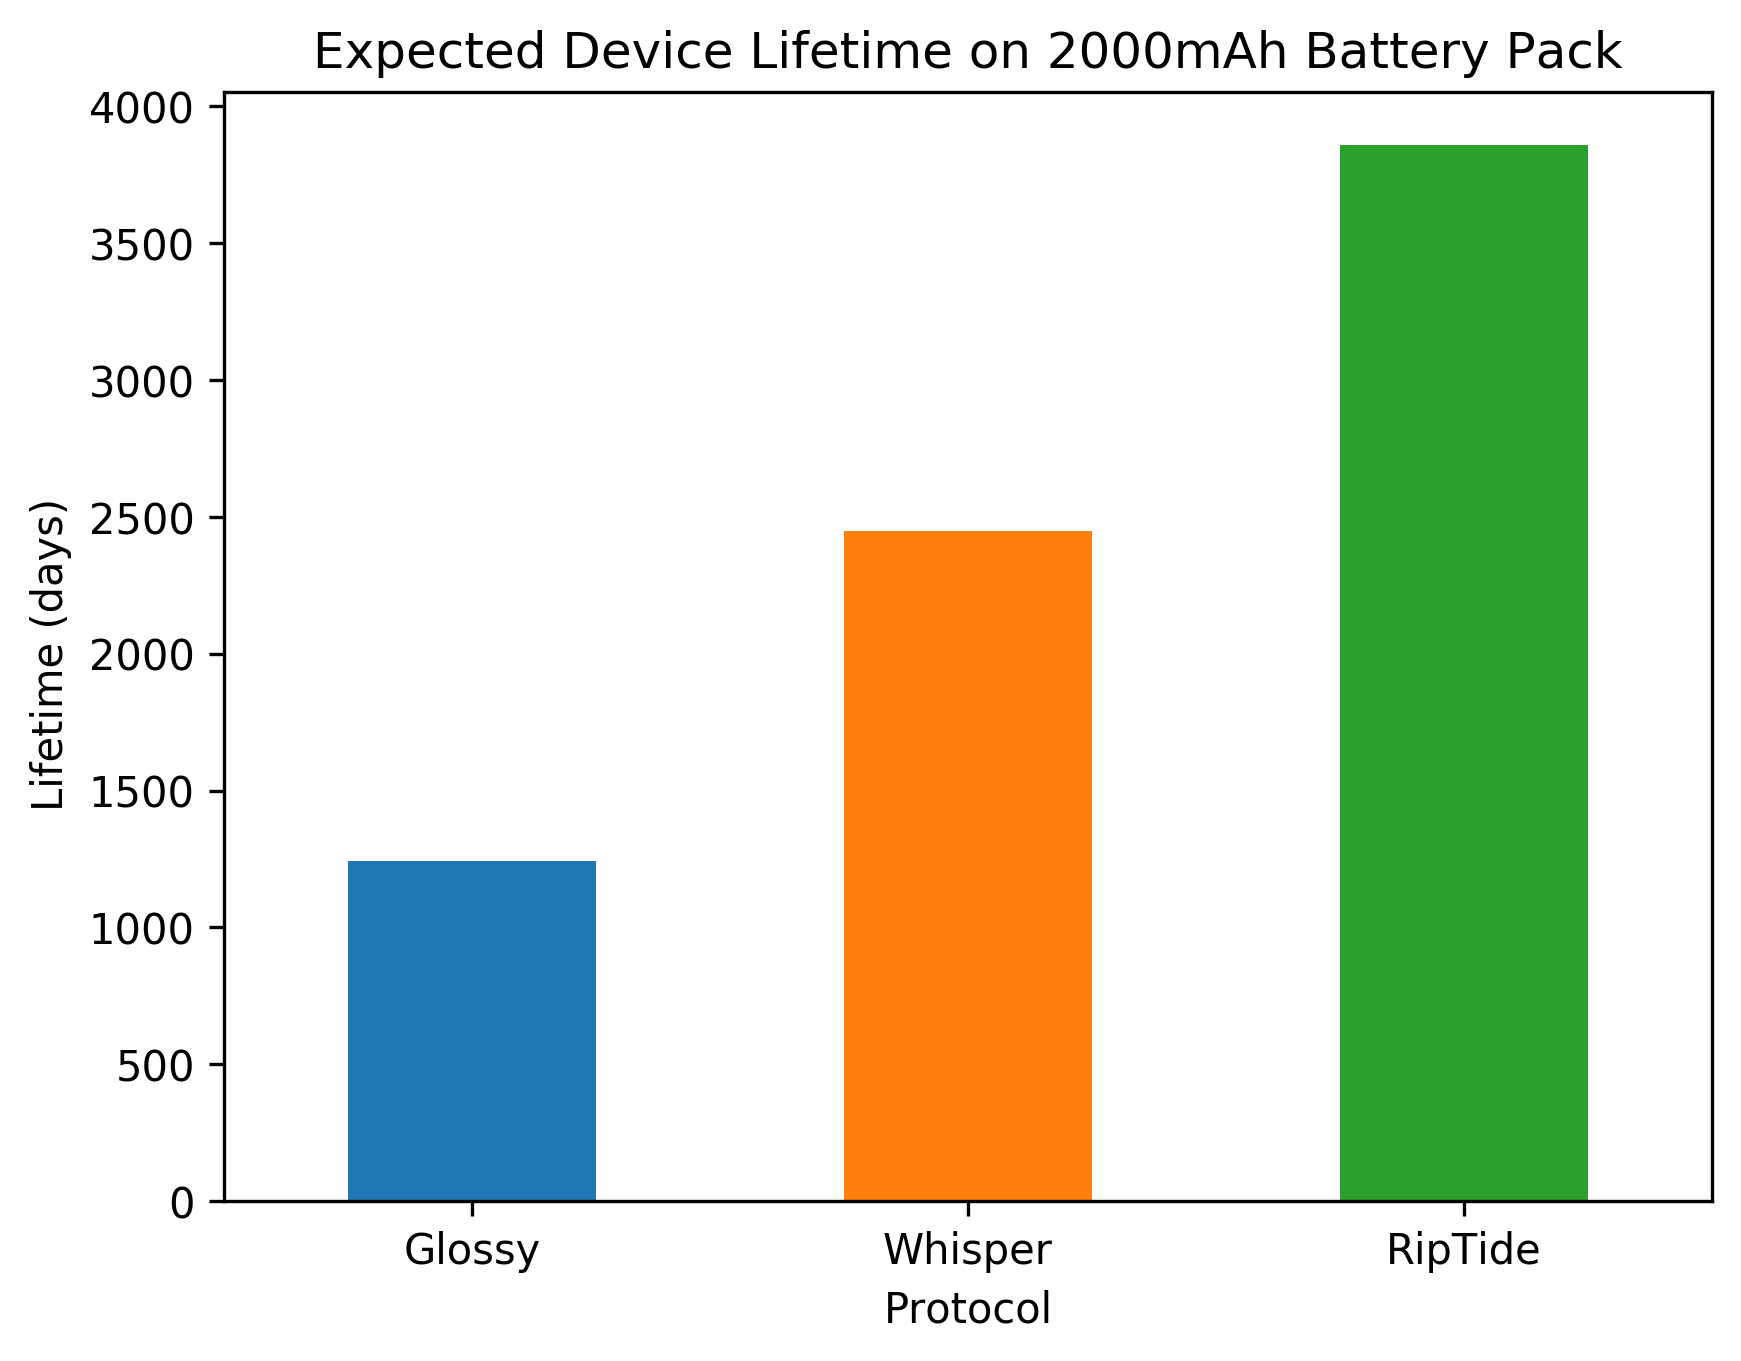 Expected Device Lifetime on 2000mAh Battery Pack
4000
3500
3000
2500
2000
1500
1000
500
0
Lifetime (days)
Glossy
Whisper
RipTide
Protocol